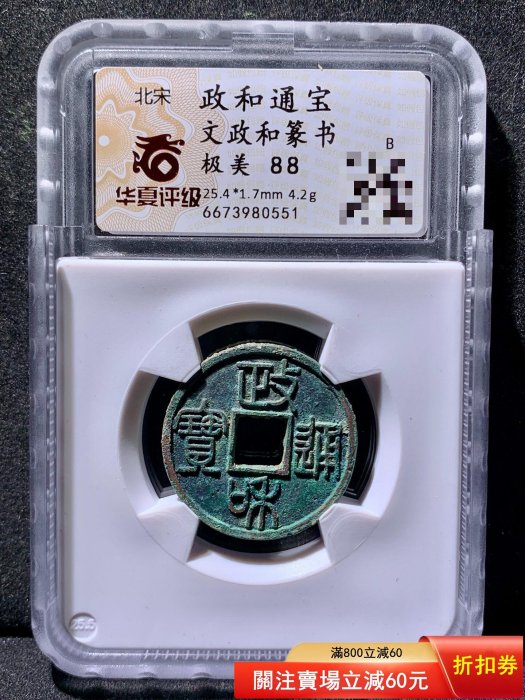 北宋
政和通宝
文政和篆书
极美 88
B
华夏评级
25.4*1.7mm 4.2g
6673980551
政
和
通
寶
25.5
滿800立減60
關注賣場立減60元
折扣券